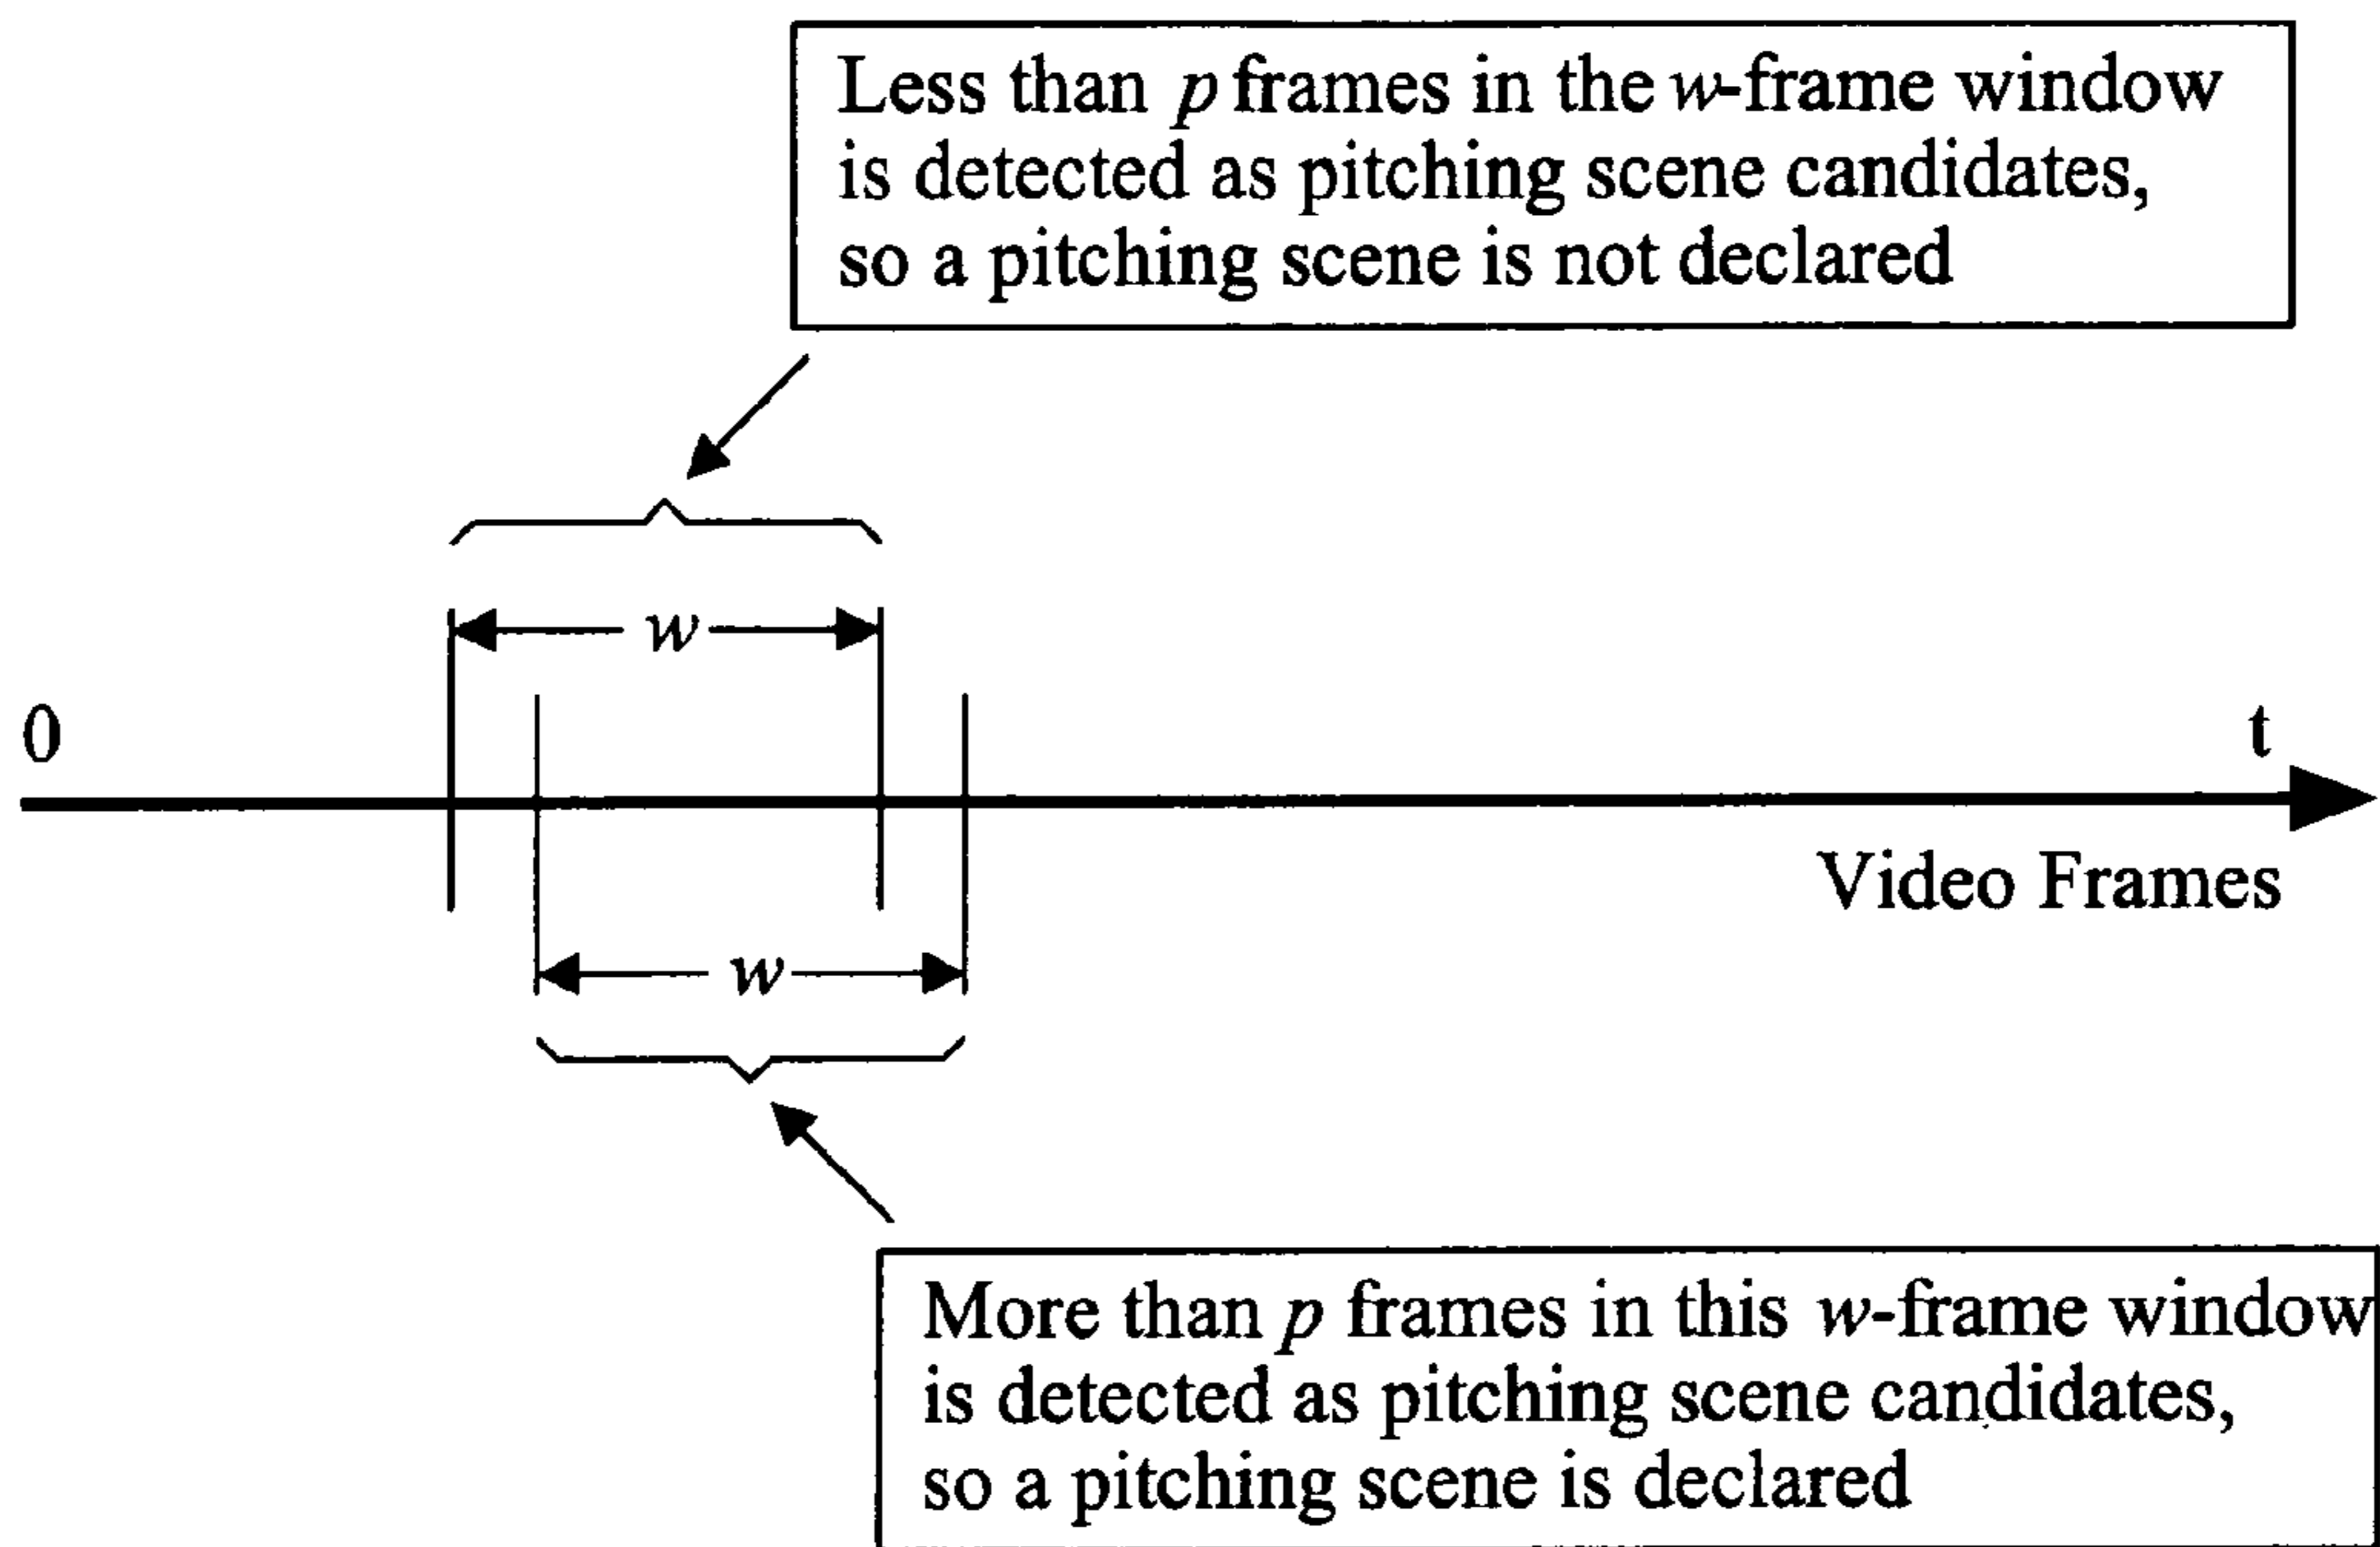 Less than p frames in the w-frame window
is detected as pitching scene candidates,
so a pitching scene is not declared
w
0
t
Video Frames
w
More than p frames in this w-frame window
is detected as pitching scene candidates,
so a pitching scene is declared